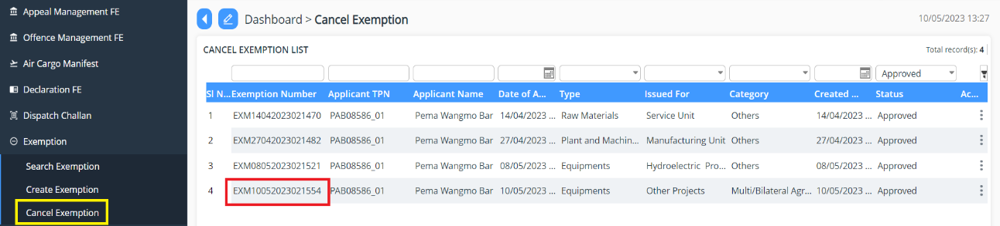 Appeal Management FE
Offence Management FE
Air Cargo Manifest
Declaration FE
Dispatch Challan
Exemption
Search Exemption
Create Exemption
Cancel Exemption
Dashboard > Cancel Exemption 10/05/2023 13:27
CANCEL EXEMPTION LIST Total record(s): 4
Approved
Sl N... Exemption Number Applicant TPN Applicant Name Date of A... Type Issued For Category Created ... Status Ac...
1 EXM14042023021470 PAB08586_01 Pema Wangmo Bar 14/04/2023 ... Raw Materials Service Unit Others 14/04/2023 ... Approved
2 EXM27042023021482 PAB08586_01 Pema Wangmo Bar 27/04/2023 ... Plant and Machin... Manufacturing Unit Others 27/04/2023 ... Approved
3 EXM08052023021521 PAB08586_01 Pema Wangmo Bar 08/05/2023 ... Equipments Hydroelectric Pro... Others 08/05/2023 ... Approved
4 EXM10052023021554 PAB08586_01 Pema Wangmo Bar 10/05/2023 ... Equipments Other Projects Multi/Bilateral Agr... 10/05/2023 ... Approved